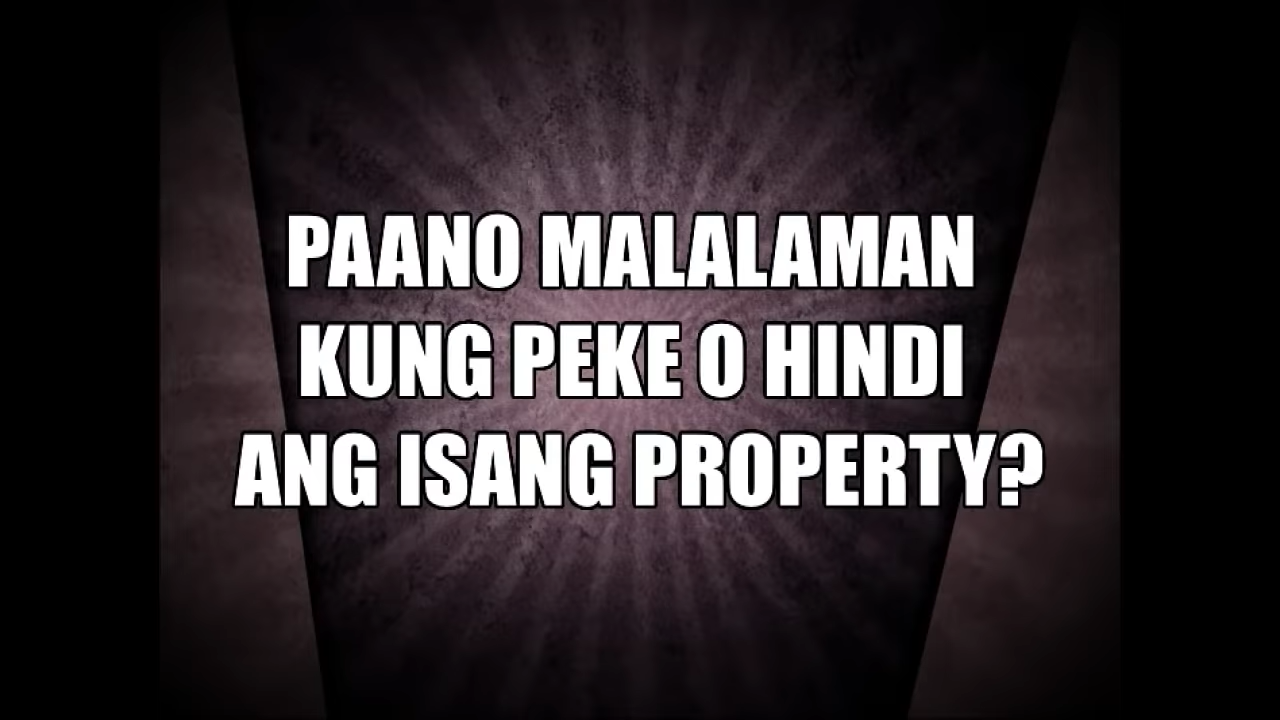 PAANO MALALAMAN
KUNG PEKE O HINDI
ANG ISANG PROPERTY?